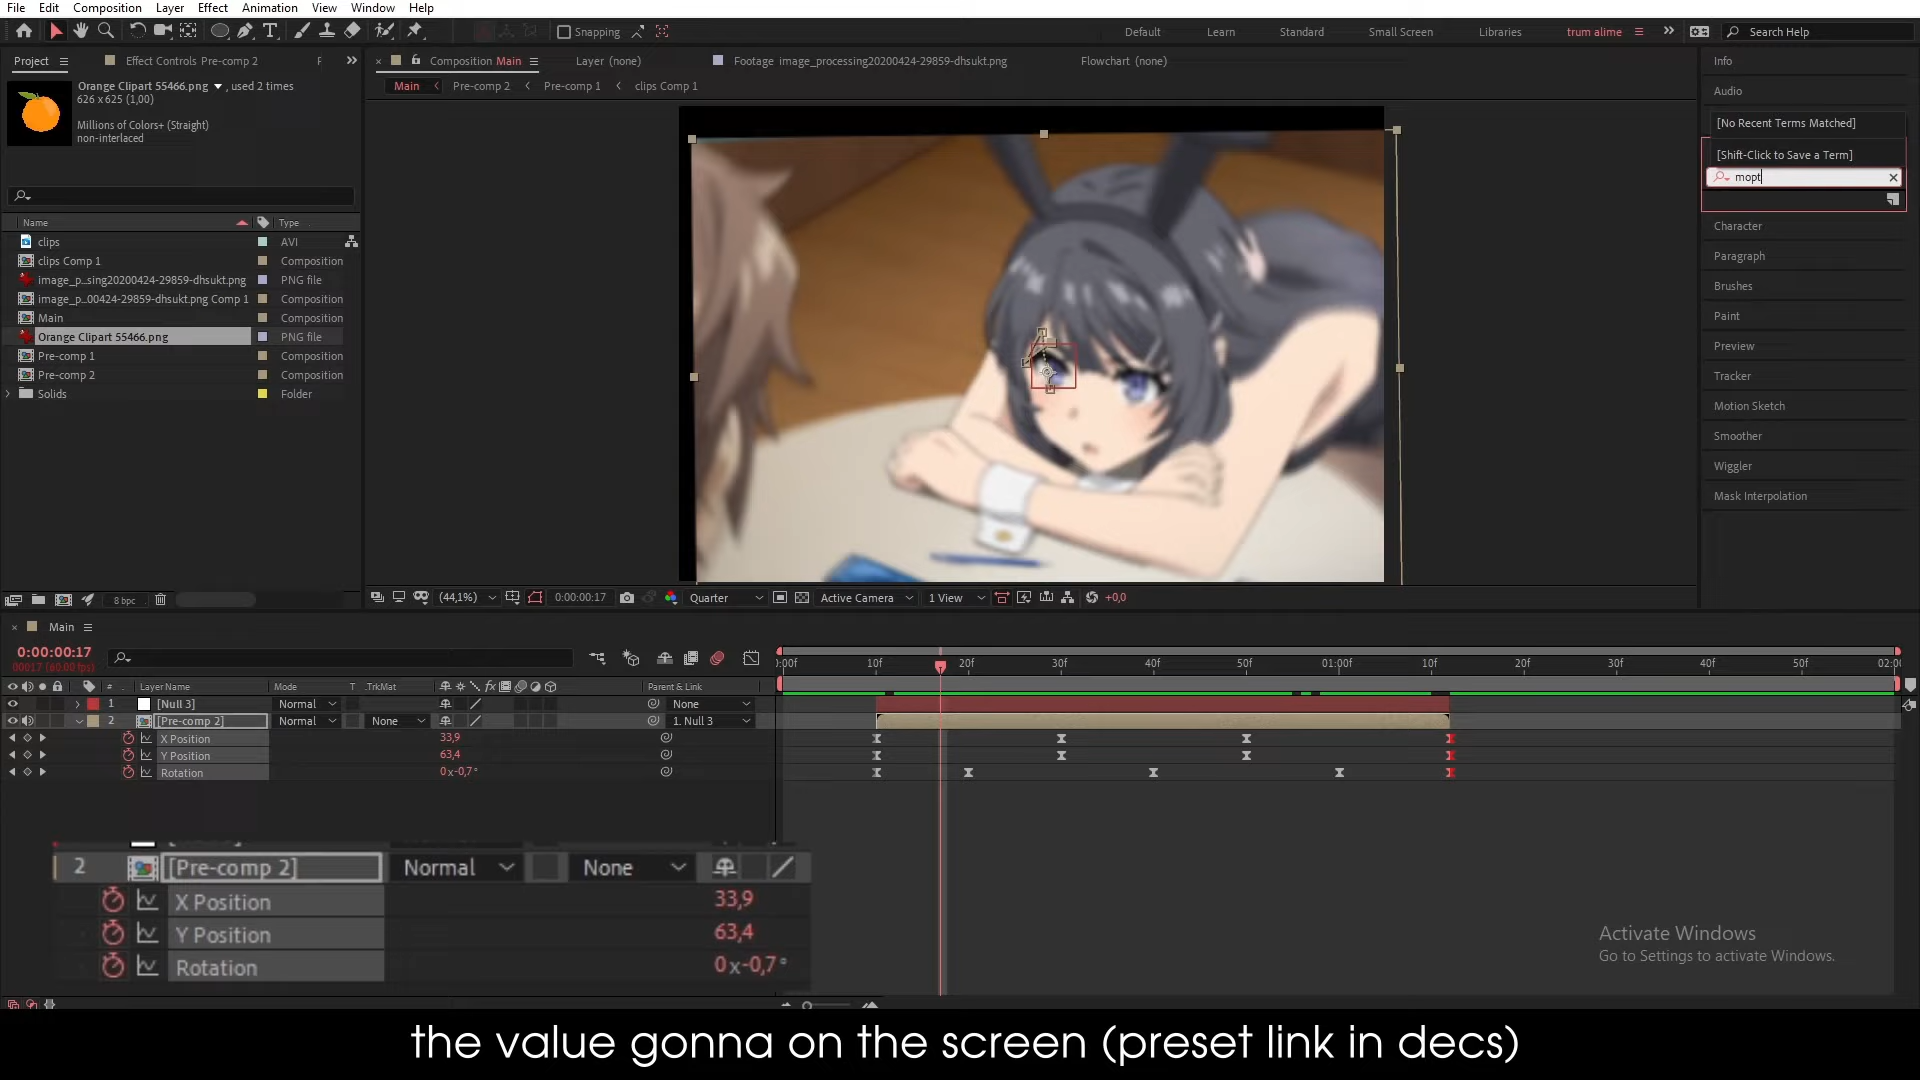 File Edit Composition Layer Effect Animation View Window Help
Snapping Default Learn Standard Small Screen Libraries trum alime Search Help
Project Effect Controls Pre-comp 2 F
Composition Main Layer (none) Footage image_processing20200424-29859-dhsukt.png Flowchart (none)
Main Pre-comp 2 Pre-comp 1 clips Comp 1
Orange Clipart 55466.png , used 2 times
626 x 625 (1,00)
Millions of Colors+ (Straight)
non-interlaced
Name Type
clips AVI
clips Comp 1 Composition
image_p...sing20200424-29859-dhsukt.png PNG file
image_p...00424-29859-dhsukt.png Comp 1 Composition
Main Composition
Orange Clipart 55466.png PNG file
Pre-comp 1 Composition
Pre-comp 2 Composition
Solids Folder
8 bpc
Info
Audio
[No Recent Terms Matched]
[Shift-Click to Save a Term]
mopt
Character
Paragraph
Brushes
Paint
Preview
Tracker
Motion Sketch
Smoother
Wiggler
Mask Interpolation
(44,1%) 0:00:00:17 Quarter Active Camera 1 View +0,0
Main
0:00:00:17
00017 (60.00 fps)
):00f 10f 20f 30f 40f 50f 01:00f 10f 20f 30f 40f 50f 02:0
# Layer Name Mode T .TrkMat fx Parent & Link
1 [Null 3] Normal None
2 [Pre-comp 2] Normal None 1. Null 3
X Position 33,9
Y Position 63,4
Rotation 0x-0,7°
2 [Pre-comp 2] Normal None
X Position 33,9
Y Position 63,4
Rotation 0x-0,7°
Activate Windows
Go to Settings to activate Windows.
the value gonna on the screen (preset link in decs)